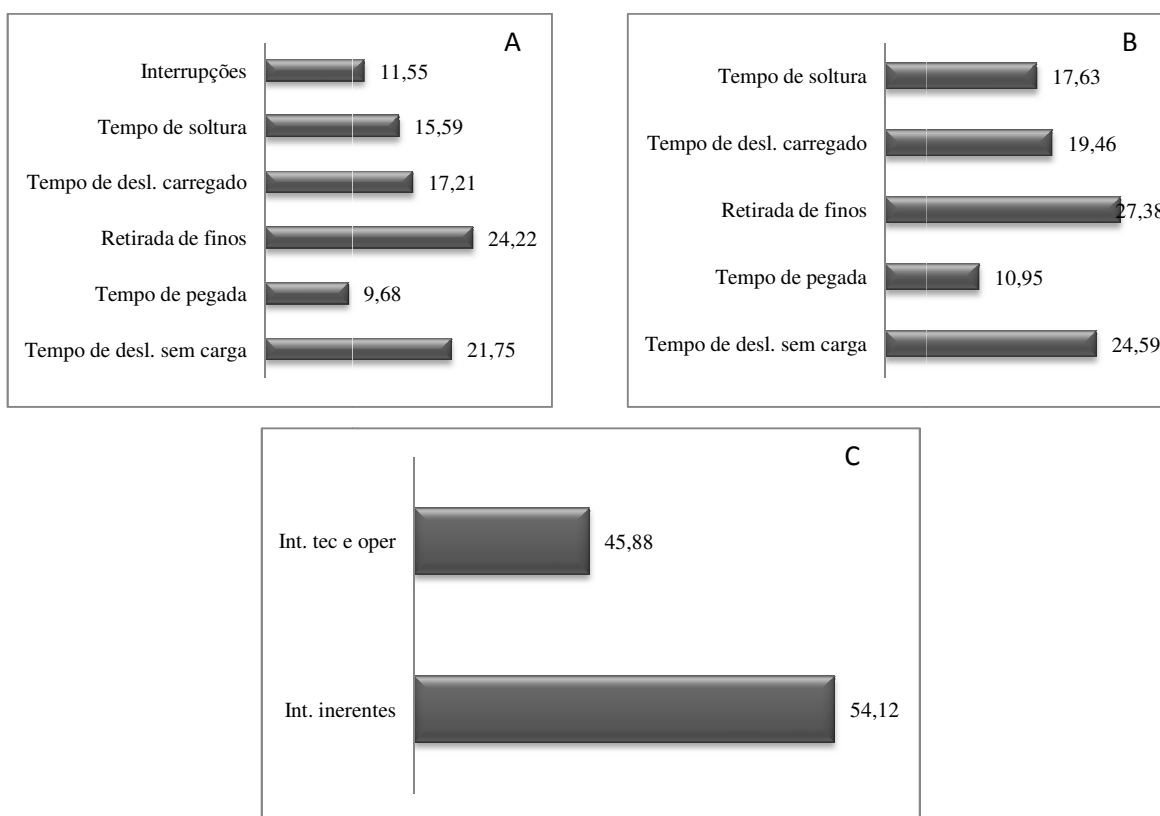 A
Interrupções 11,55
Tempo de soltura 15,59
Tempo de desl. carregado 17,21
Retirada de finos 24,22
Tempo de pegada 9,68
Tempo de desl. sem carga 21,75
B
Tempo de soltura 17,63
Tempo de desl. carregado 19,46
Retirada de finos 27,38
Tempo de pegada 10,95
Tempo de desl. sem carga 24,59
C
Int. tec e oper 45,88
Int. inerentes 54,12